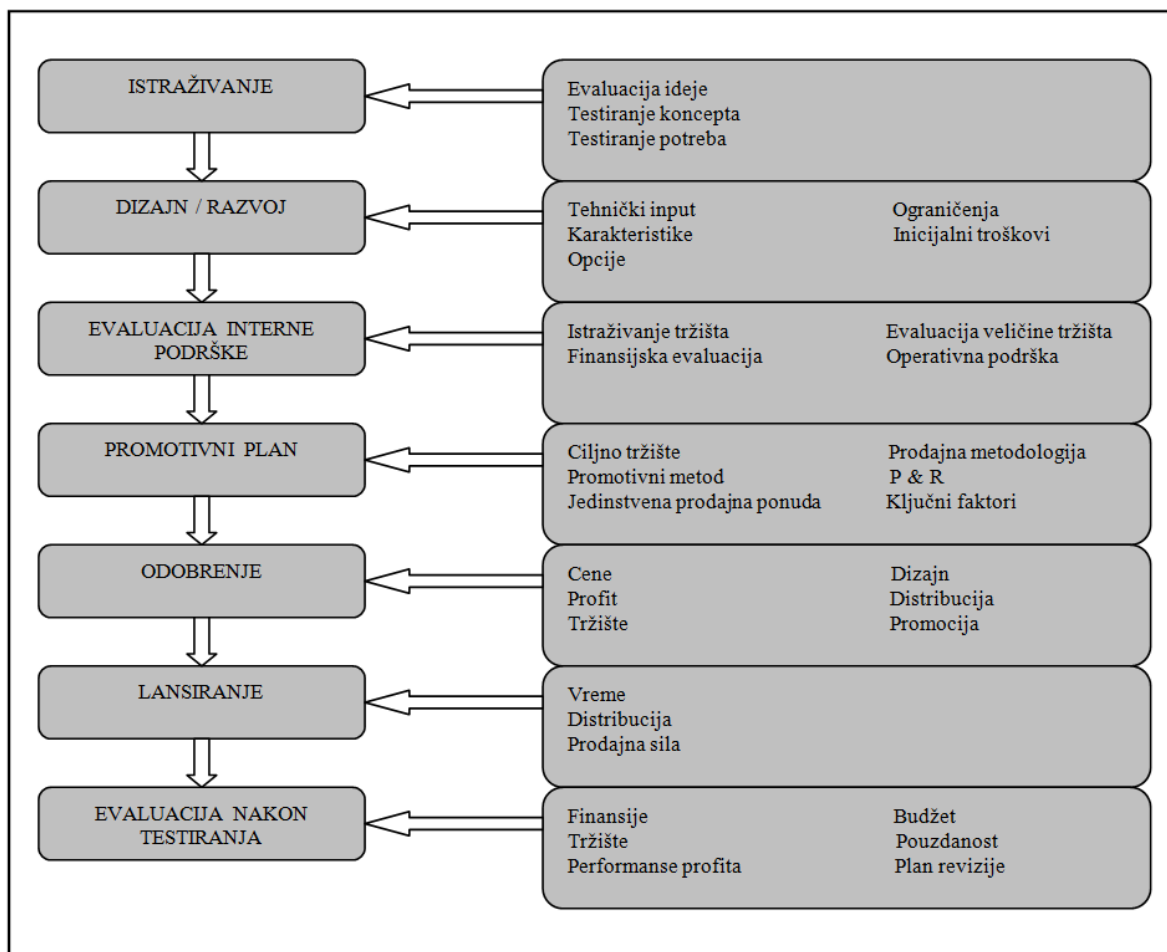 ISTRAŽIVANJE
Evaluacija ideje
Testiranje koncepta
Testiranje potreba
DIZAJN / RAZVOJ
Tehnički input Ograničenja
Karakteristike Inicijalni troškovi
Opcije
EVALUACIJA INTERNE
PODRŠKE
Istraživanje tržišta Evaluacija veličine tržišta
Finansijska evaluacija Operativna podrška
PROMOTIVNI PLAN
Ciljno tržište Prodajna metodologija
Promotivni metod P & R
Jedinstvena prodajna ponuda Ključni faktori
ODOBRENJE
Cene Dizajn
Profit Distribucija
Tržište Promocija
LANSIRANJE
Vreme
Distribucija
Prodajna sila
EVALUACIJA NAKON
TESTIRANJA
Finansije Budžet
Tržište Pouzdanost
Performanse profita Plan revizije